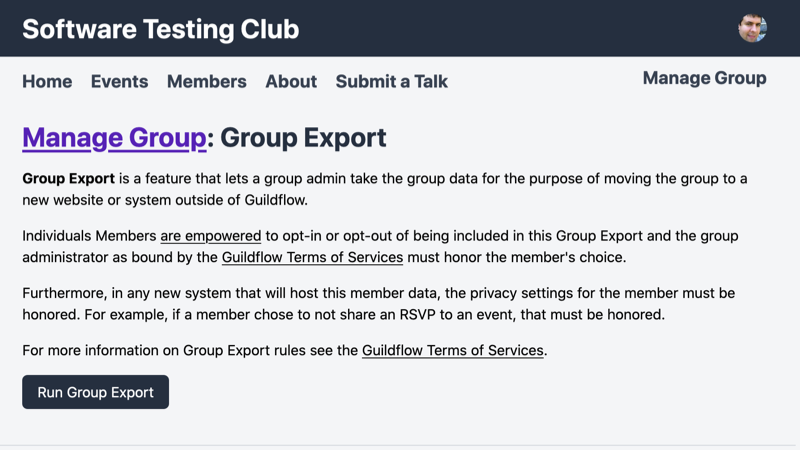 Software Testing Club
Home Events Members About Submit a Talk Manage Group
Manage Group: Group Export
Group Export is a feature that lets a group admin take the group data for the purpose of moving the group to a
new website or system outside of Guildflow.
Individuals Members are empowered to opt-in or opt-out of being included in this Group Export and the group
administrator as bound by the Guildflow Terms of Services must honor the member's choice.
Furthermore, in any new system that will host this member data, the privacy settings for the member must be
honored. For example, if a member chose to not share an RSVP to an event, that must be honored.
For more information on Group Export rules see the Guildflow Terms of Services.
Run Group Export